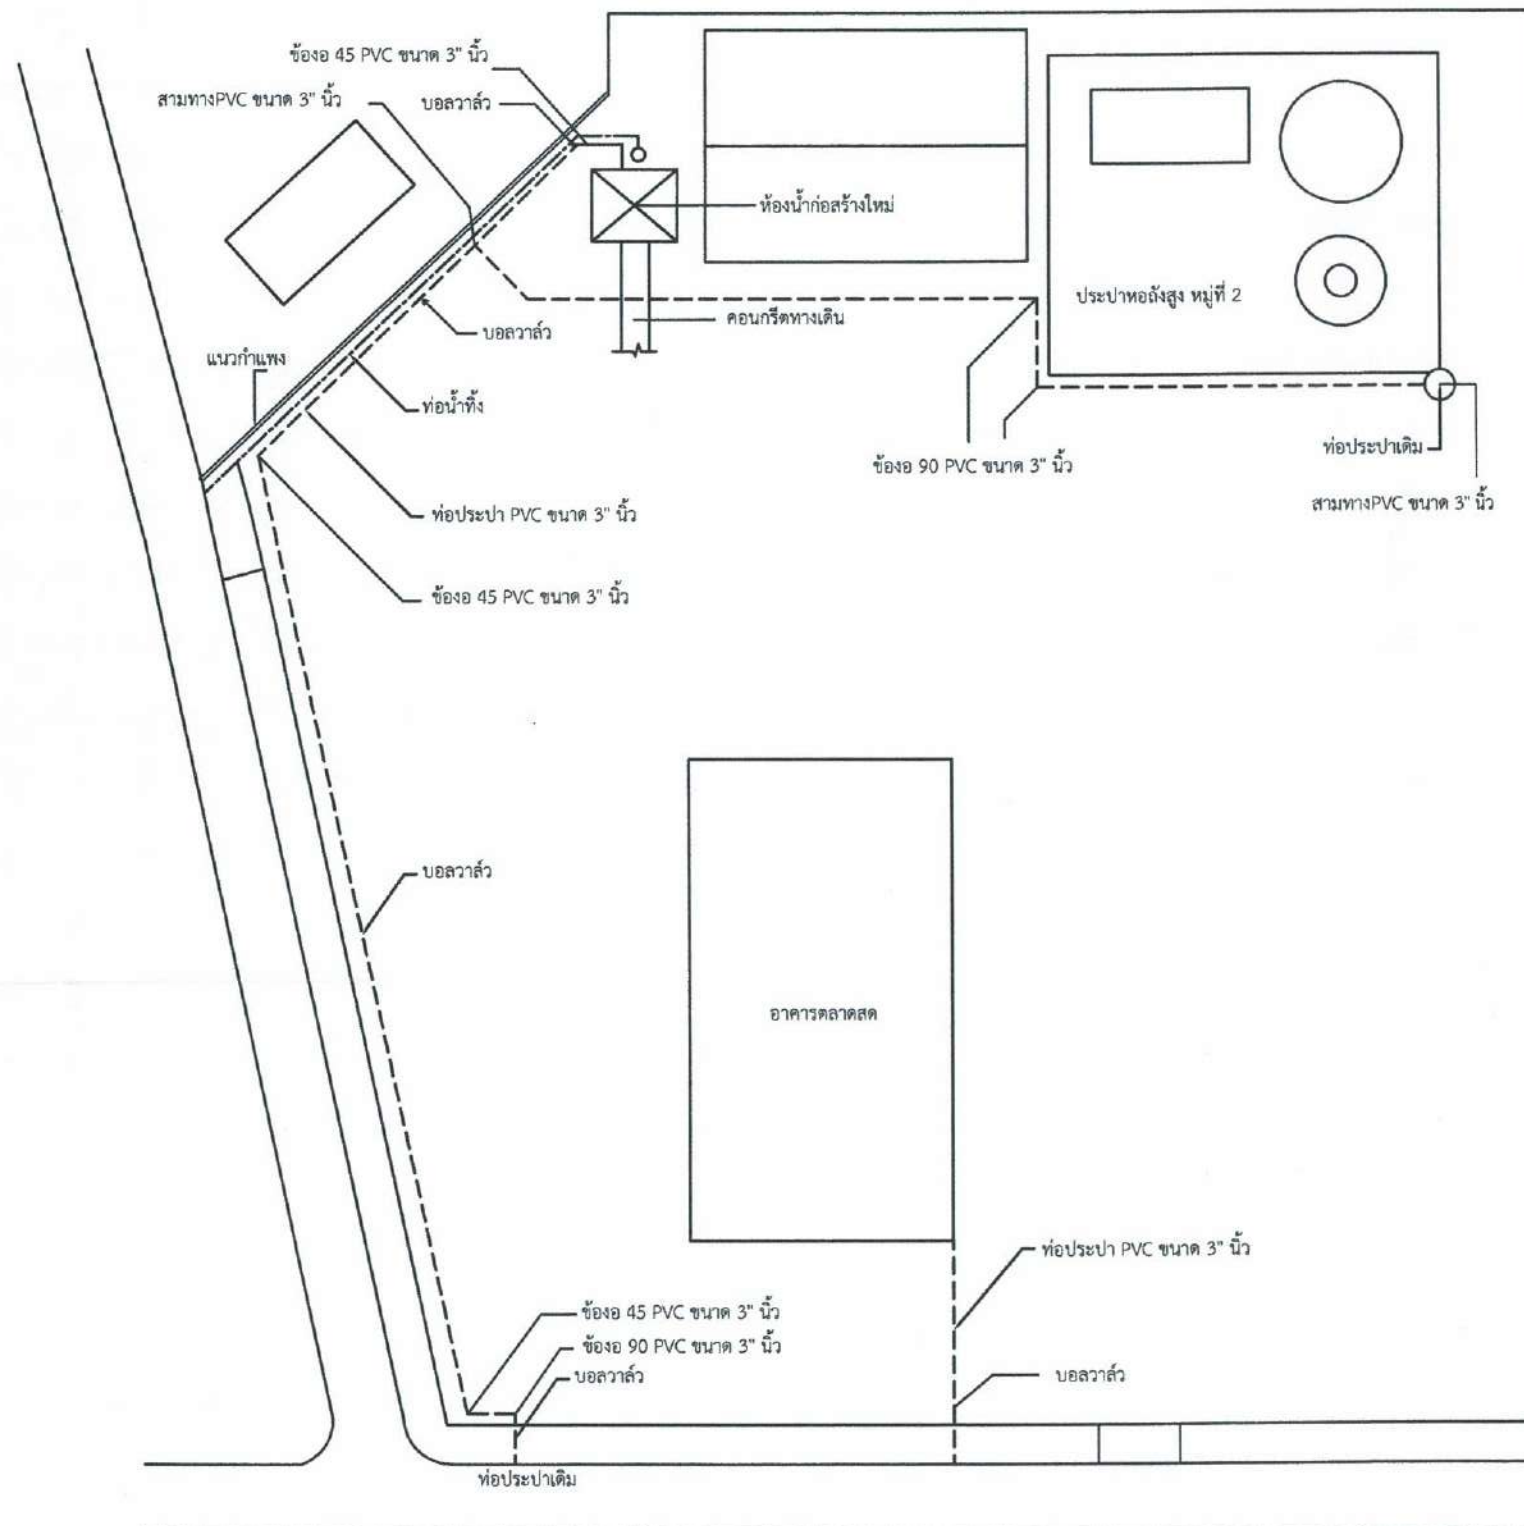 ข้องอ 45 PVC ขนาด 3" นิ้ว
สามทางPVC ขนาด 3" นิ้ว
บอลวาล์ว
ห้องน้ำก่อสร้างใหม่
ประปาหอถังสูง หมู่ที่ 2
คอนกรีตทางเดิน
บอลวาล์ว
แนวกำแพง
ท่อน้ำทิ้ง
ท่อประปาเดิม
ข้องอ 90 PVC ขนาด 3" นิ้ว
สามทางPVC ขนาด 3" นิ้ว
ท่อประปา PVC ขนาด 3" นิ้ว
ข้องอ 45 PVC ขนาด 3" นิ้ว
บอลวาล์ว
อาคารตลาดสด
ท่อประปา PVC ขนาด 3" นิ้ว
ข้องอ 45 PVC ขนาด 3" นิ้ว
ข้องอ 90 PVC ขนาด 3" นิ้ว
บอลวาล์ว
บอลวาล์ว
ท่อประปาเดิม